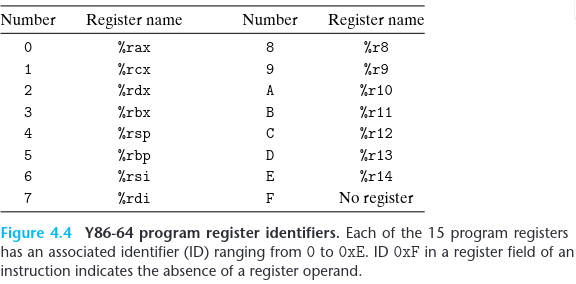 Number Register name Number Register name
0 %rax 8 %r8
1 %rcx 9 %r9
2 %rdx A %r10
3 %rbx B %r11
4 %rsp C %r12
5 %rbp D %r13
6 %rsi E %r14
7 %rdi F No register
Figure 4.4 Y86-64 program register identifiers. Each of the 15 program registers
has an associated identifier (ID) ranging from 0 to 0xE. ID 0xF in a register field of an
instruction indicates the absence of a register operand.